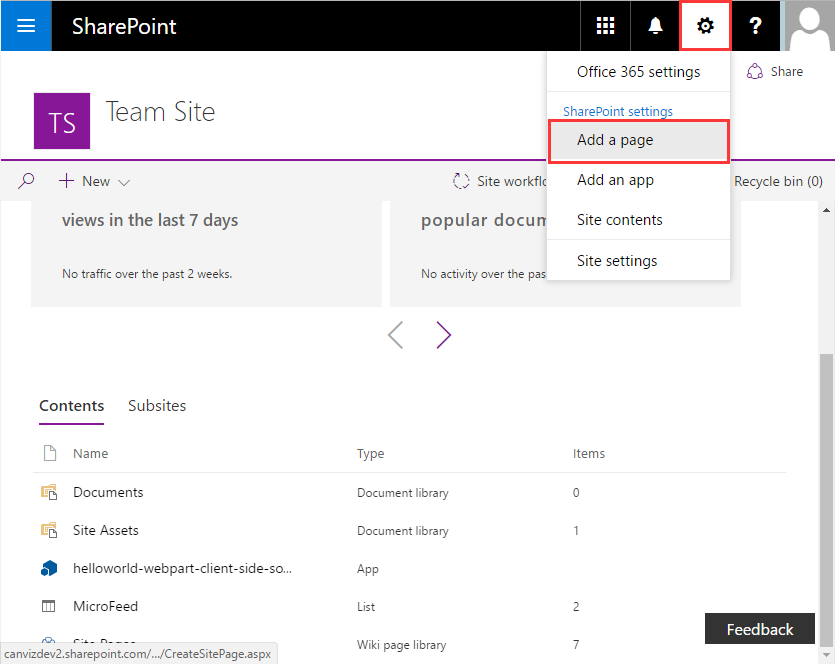 SharePoint
?
Office 365 settings
Share
SharePoint settings
TS
Team Site
Add a page
New
Site workflo
Add an app
Recycle bin (0)
views in the last 7 days
popular docum
Site contents
No traffic over the past 2 weeks.
No activity over the pas
Site settings
Contents
Subsites
Name
Type
Items
Documents
Document library
0
Site Assets
Document library
1
helloworld-webpart-client-side-so...
App
MicroFeed
List
2
Site Pages
Wiki page library
7
Feedback
canvizdev2.sharepoint.com/.../CreateSitePage.aspx